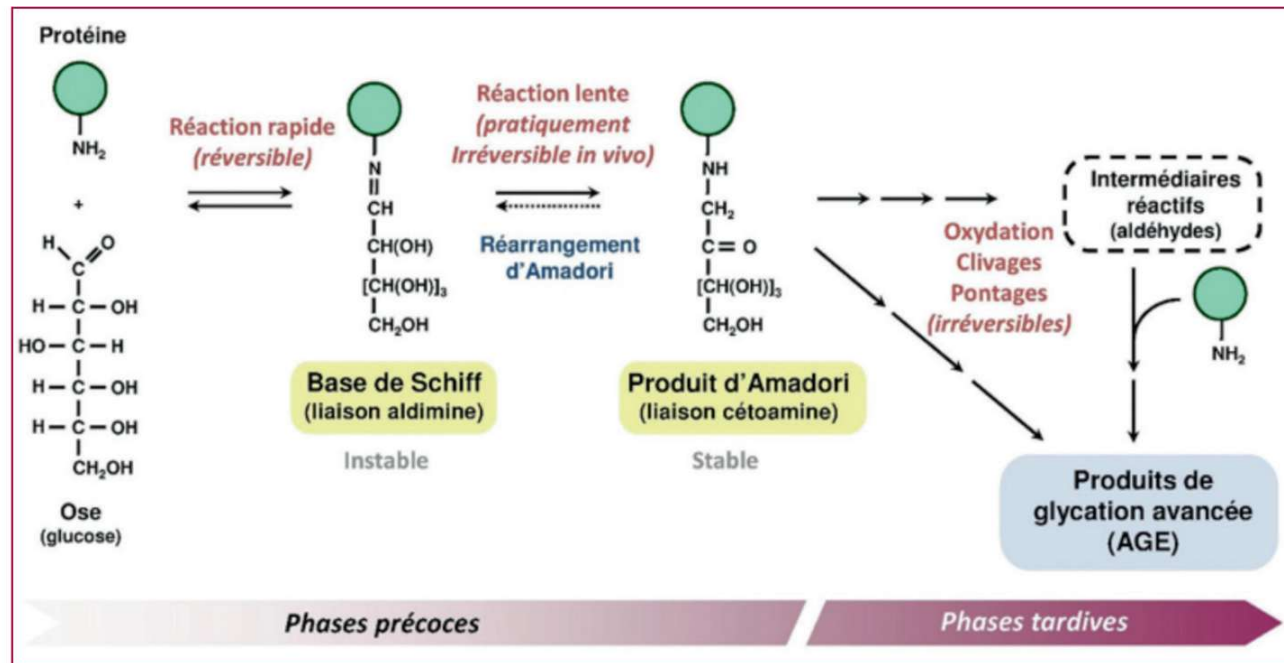 Protéine
NH₂
+
H
O
C
H – C – OH
HO – C – H
H – C – OH
H – C – OH
CH₂OH
Ose
(glucose)
Réaction rapide
(réversible)
N
CH
CH(OH)
[CH(OH)]₃
CH₂OH
Base de Schiff
(liaison aldimine)
Instable
Réaction lente
(pratiquement
Irréversible in vivo)
Réarrangement
d’Amadori
NH
CH₂
C = O
[CH(OH)]₃
CH₂OH
Produit d’Amadori
(liaison cétoamine)
Stable
Oxydation
Clivages
Pontages
(irréversibles)
Intermédiaires
réactifs
(aldéhydes)
NH₂
Produits de
glycation avancée
(AGE)
Phases précoces
Phases tardives